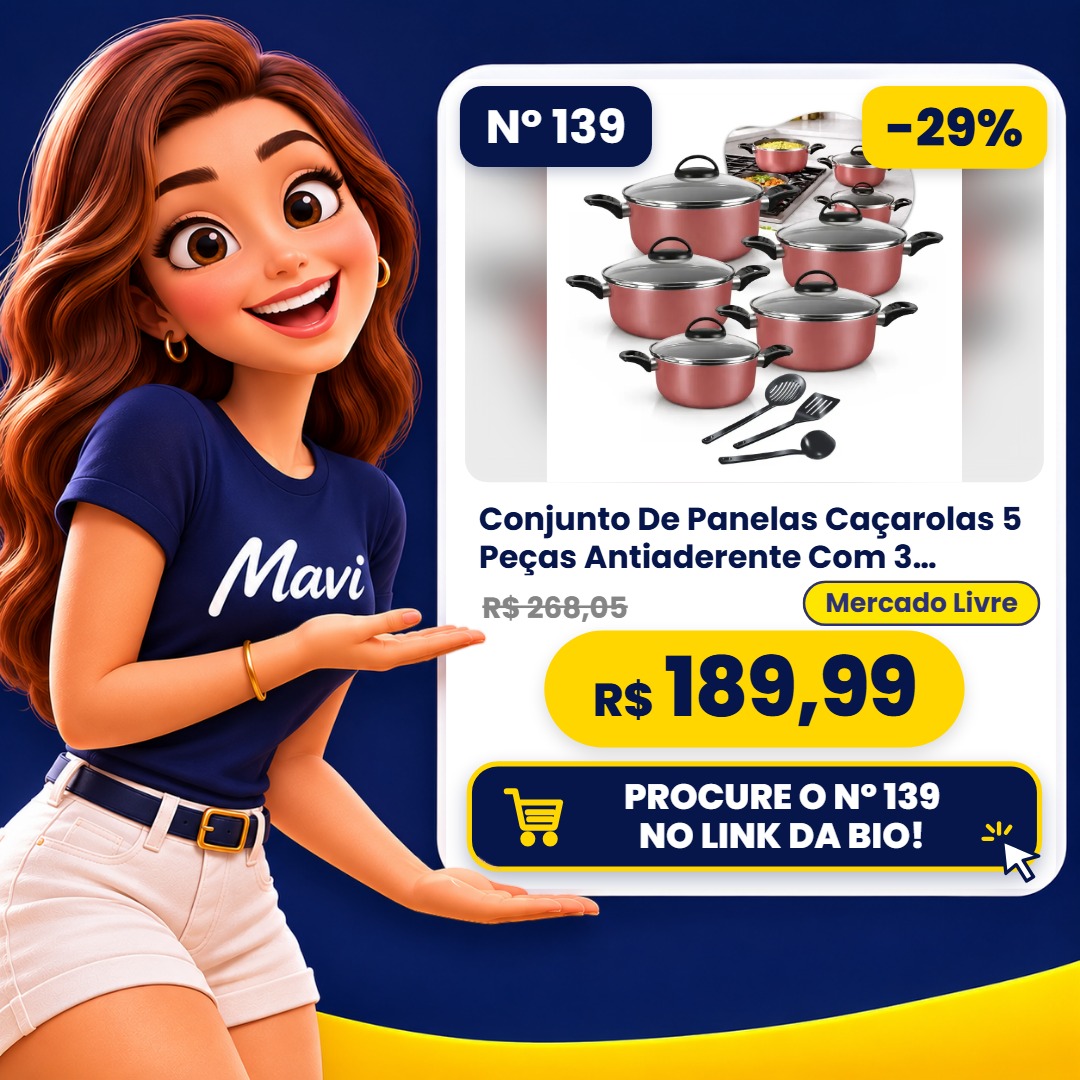 Nº 139
-29%
Mavi
Conjunto De Panelas Caçarolas 5
Peças Antiaderente Com 3...
R$ 268,05
Mercado Livre
R$ 189,99
PROCURE O Nº 139
NO LINK DA BIO!